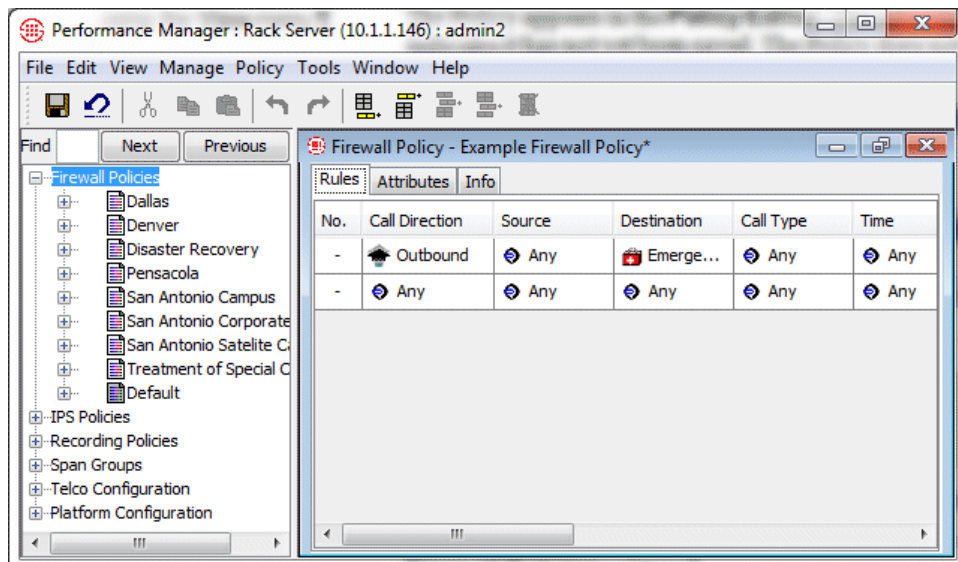 Performance Manager : Rack Server (10.1.1.146) : admin2
File Edit View Manage Policy Tools Window Help
Find Next Previous
Firewall Policies
Dallas
Denver
Disaster Recovery
Pensacola
San Antonio Campus
San Antonio Corporate
San Antonio Satelite Ca
Treatment of Special C
Default
IPS Policies
Recording Policies
Span Groups
Telco Configuration
Platform Configuration
Firewall Policy - Example Firewall Policy*
Rules Attributes Info
No. Call Direction Source Destination Call Type Time
- Outbound Any Emerge... Any Any
- Any Any Any Any Any